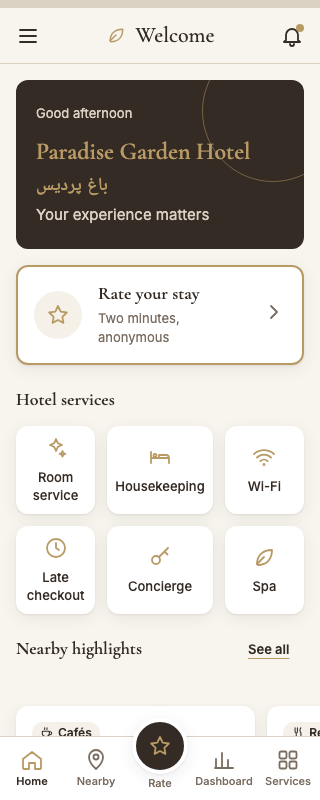 Welcome
Good afternoon
Paradise Garden Hotel
باغ پردیس
Your experience matters
Rate your stay
Two minutes,
anonymous
Hotel services
Room
service
Housekeeping
Wi-Fi
Late
checkout
Concierge
Spa
Nearby highlights
See all
Cafés
Home
Nearby
Rate
Dashboard
Services